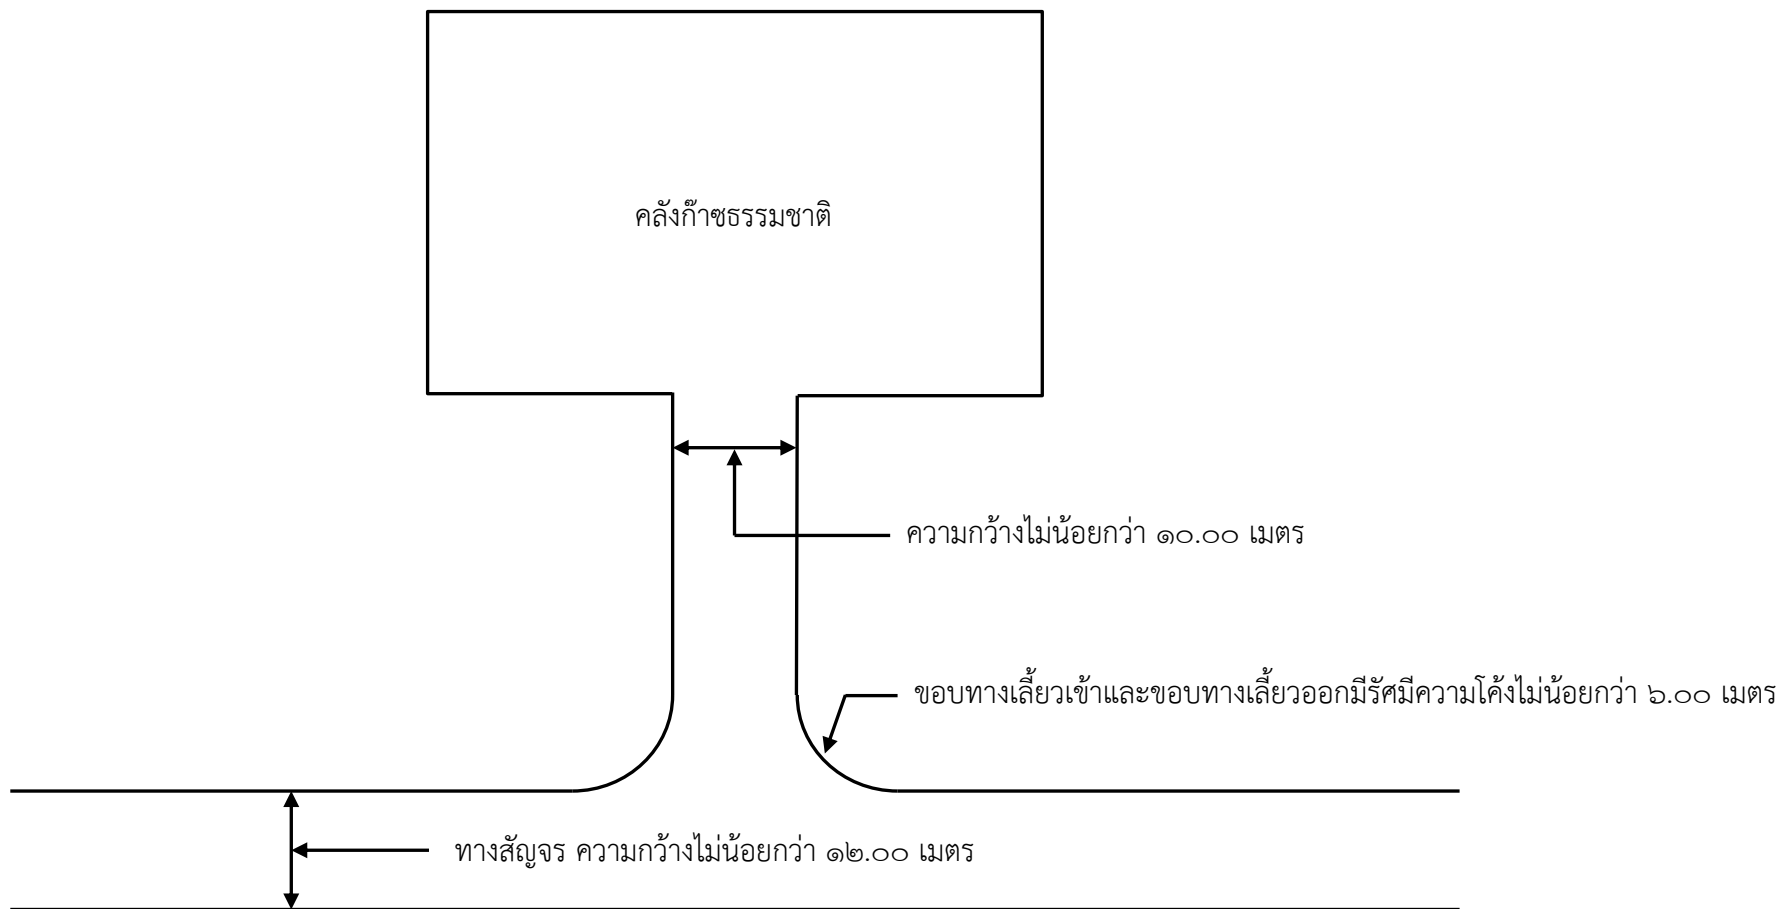 คลังก๊าซธรรมชาติ
ความกว้างไม่น้อยกว่า ๑๐.๐๐ เมตร
ขอบทางเลี้ยวเข้าและขอบทางเลี้ยวออกมีรัศมีความโค้งไม่น้อยกว่า ๖.๐๐ เมตร
ทางสัญจร ความกว้างไม่น้อยกว่า ๑๒.๐๐ เมตร